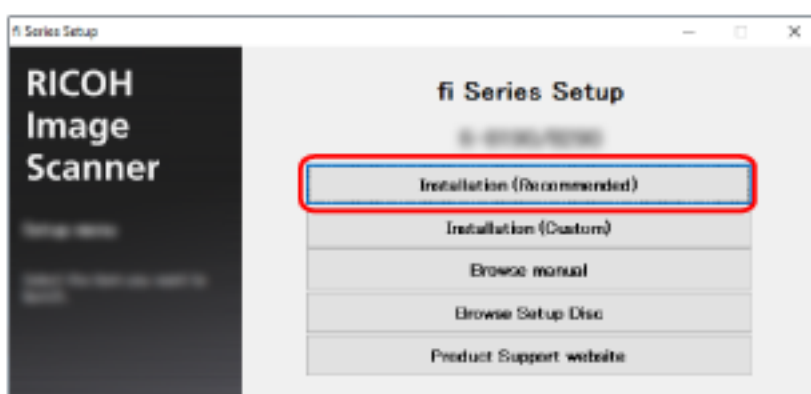 fi Series Setup
RICOH
Image
Scanner
fi Series Setup
Installation (Recommended)
Installation (Custom)
Browse manual
Browse Setup Disc
Product Support website